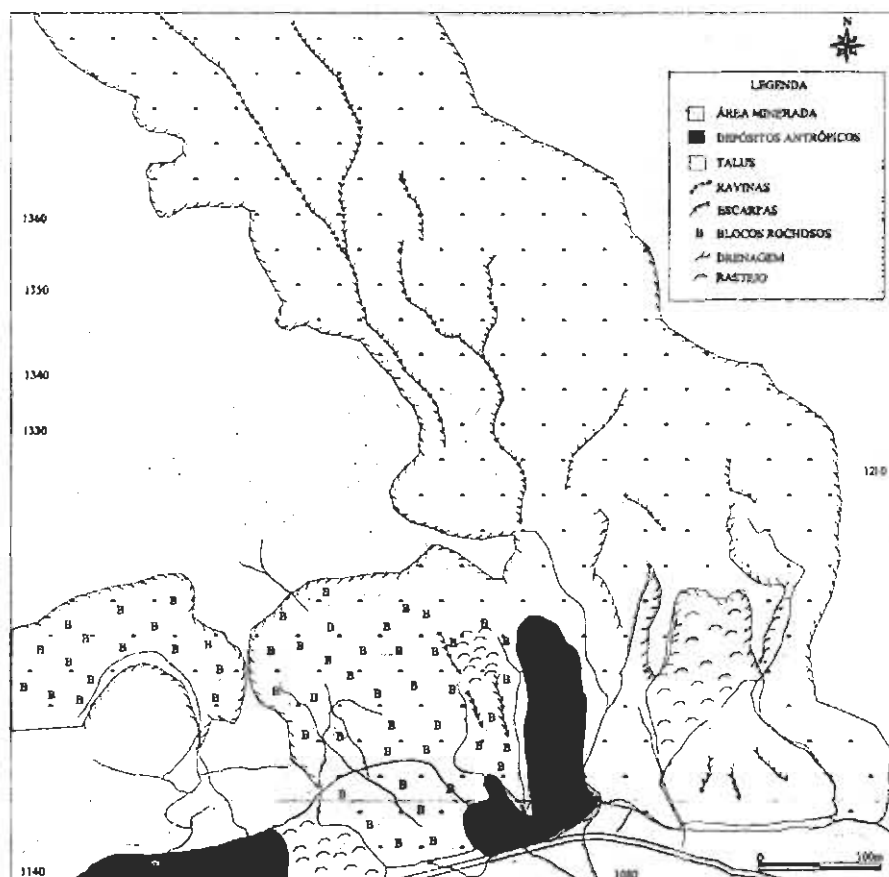 N
LEGENDA
ÁREA MINERADA
DEPÓSITOS ANTRÓPICOS
TALUS
RAVINAS
ESCARPAS
B BLOCOS ROCHOSOS
DRENAGEM
RASTEJO
1360
1350
1340
1330
1210
B
B B
B B B
B B B
B B B
B B B B
B
B B B
B D B B
B B B B B
B B
B B B B
B D B B
B B B
B B B B
B B B B
B
B B
B
B B
1140
1080
0 100m